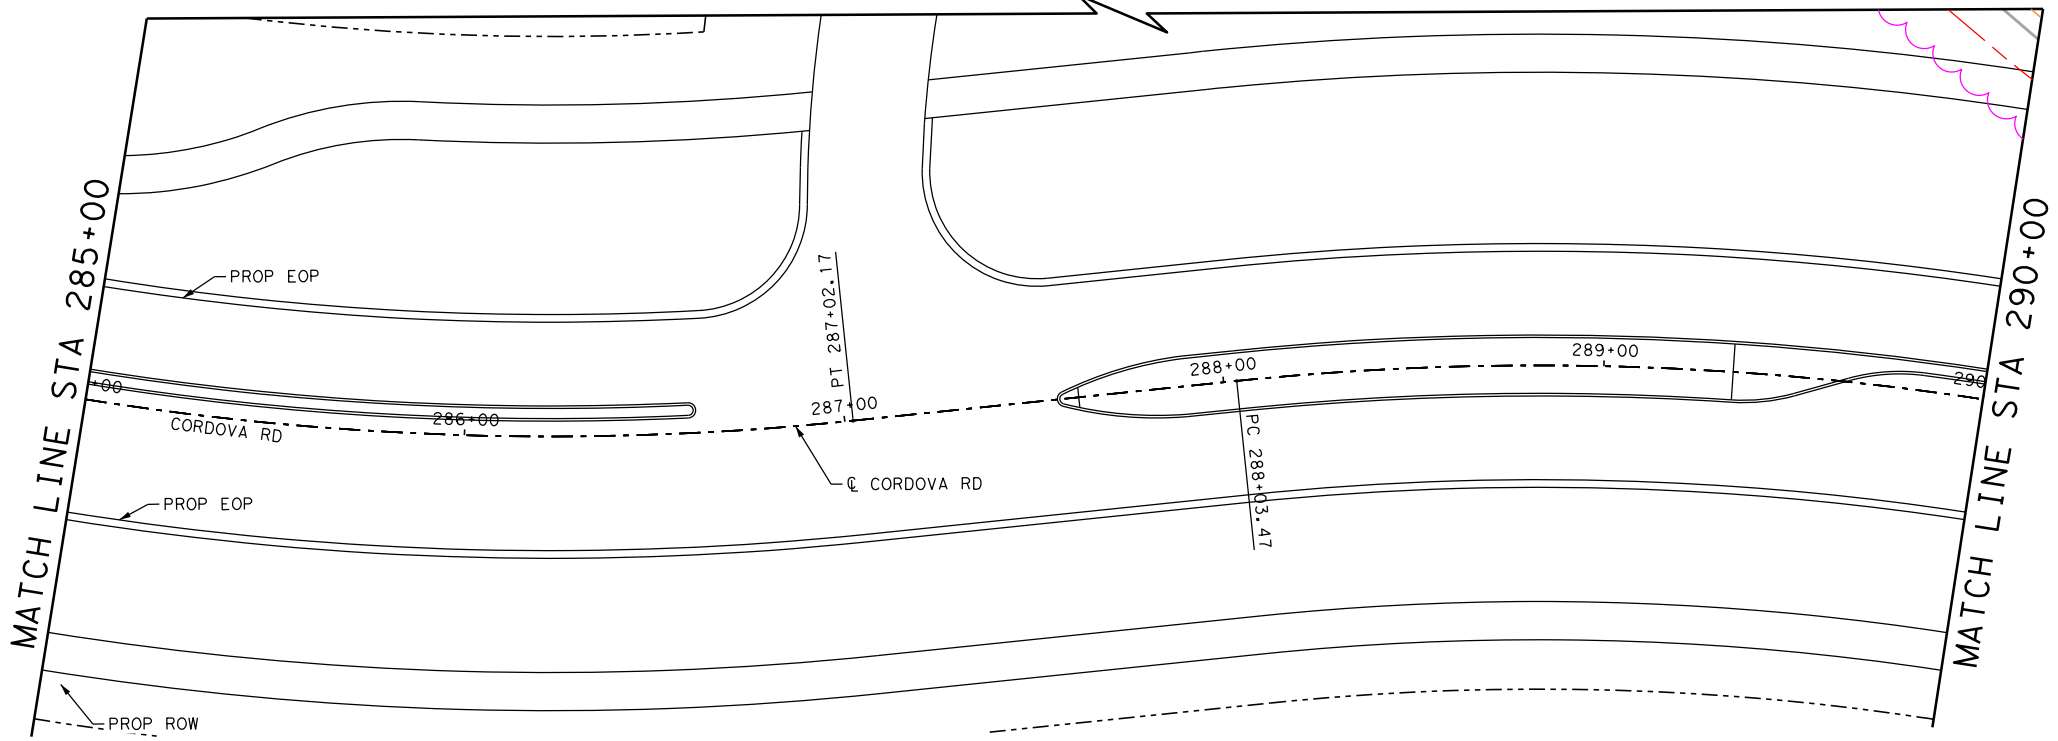 MATCH LINE STA 285+00
PROP EOP
PT 287+02.17
+00
286+00
287+00
288+00
289+00
290
CORDOVA RD
℄ CORDOVA RD
PC 288+03.47
PROP EOP
PROP ROW
MATCH LINE STA 290+00